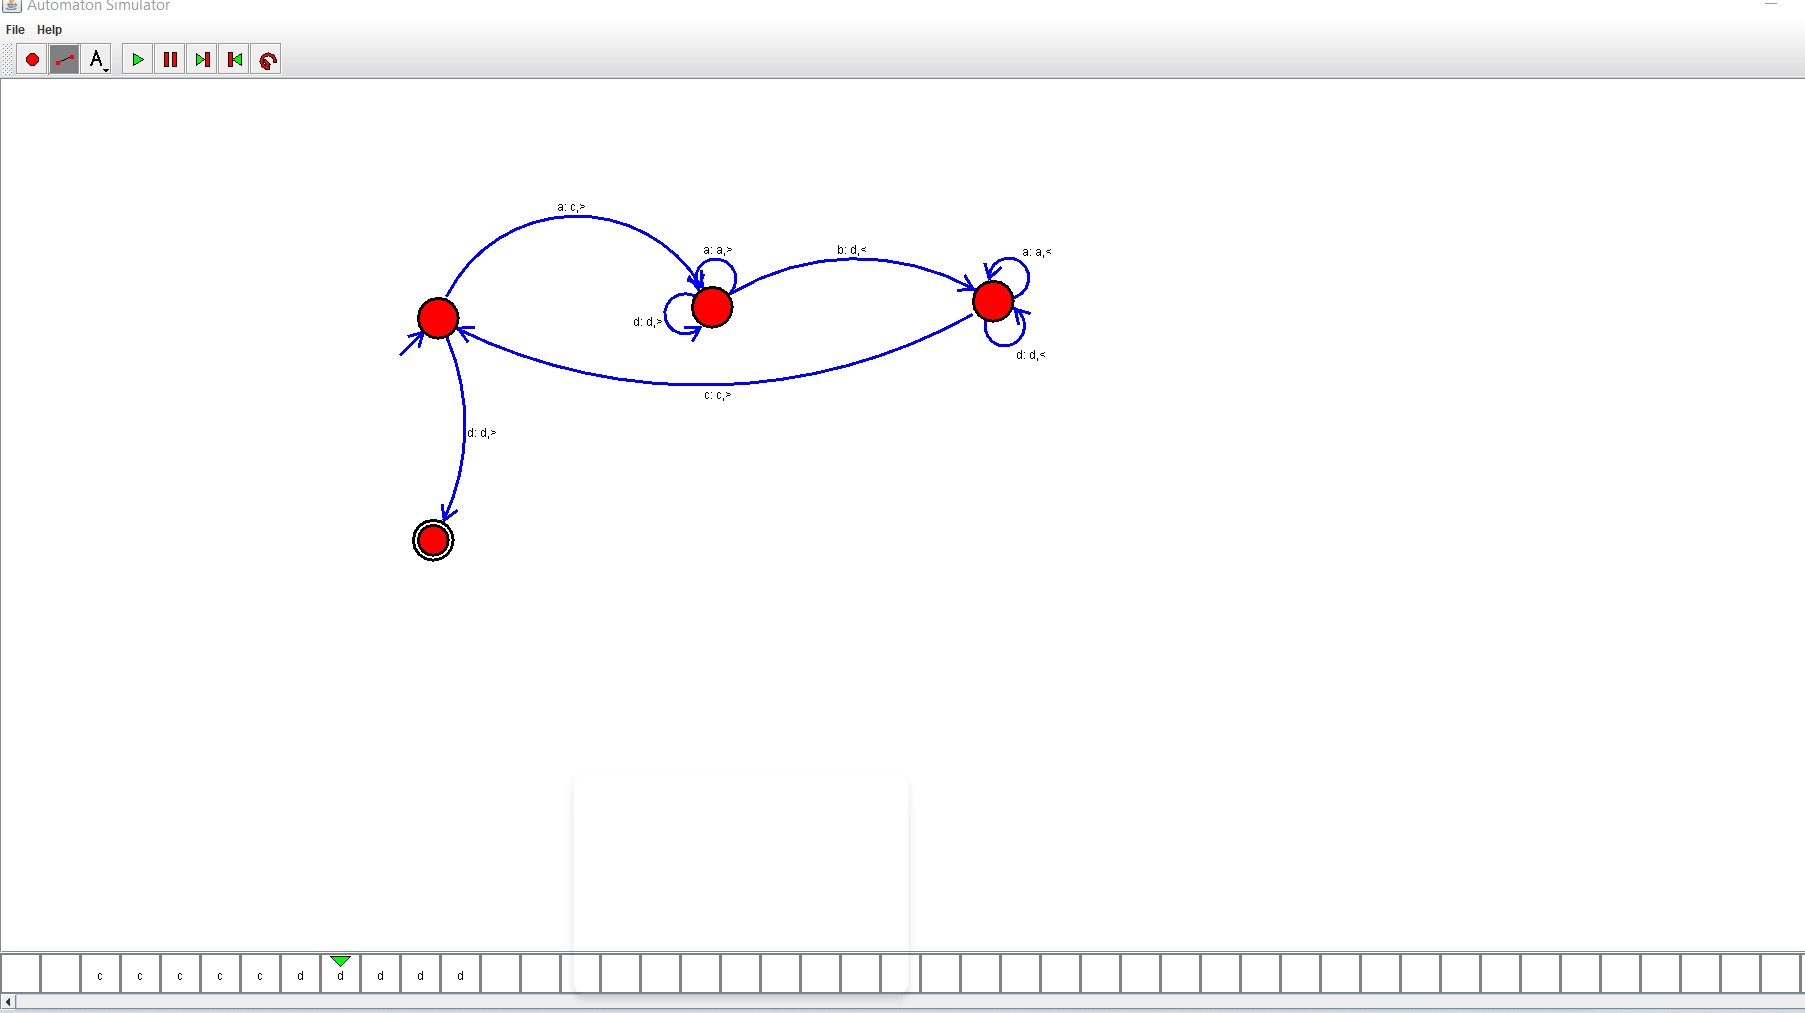 Automaton Simulator
File Help
A
a: c,>
a: a,>
b: d,<
a: a,<
d: d,>
d: d,<
c: c,>
d: d,>
c c c c c d d d d d